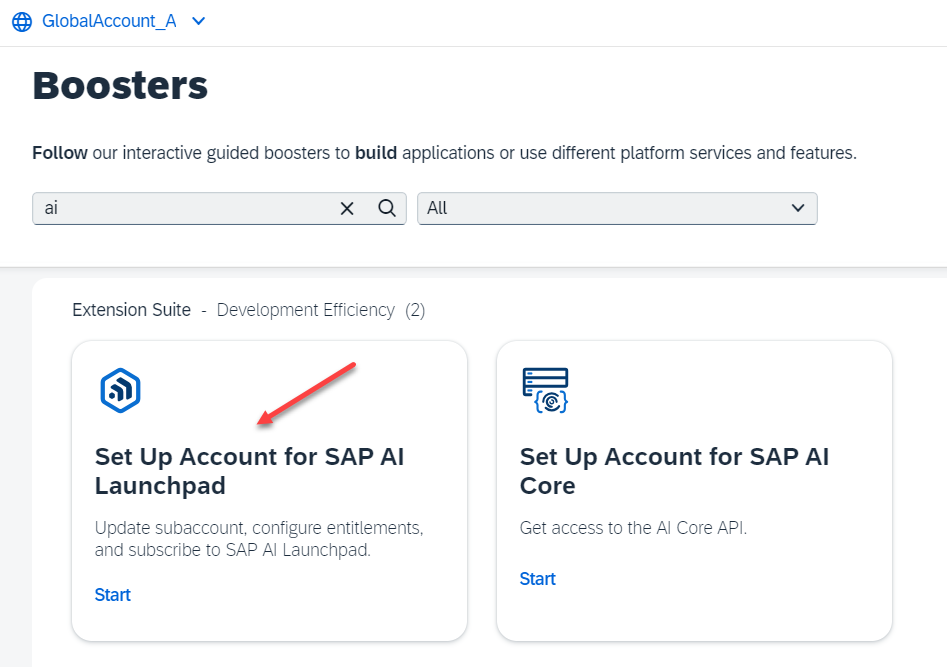 GlobalAccount_A
Boosters
Follow our interactive guided boosters to build applications or use different platform services and features.
ai
All
Extension Suite - Development Efficiency (2)
Set Up Account for SAP AI
Launchpad
Update subaccount, configure entitlements,
and subscribe to SAP AI Launchpad.
Start
Set Up Account for SAP AI
Core
Get access to the AI Core API.
Start